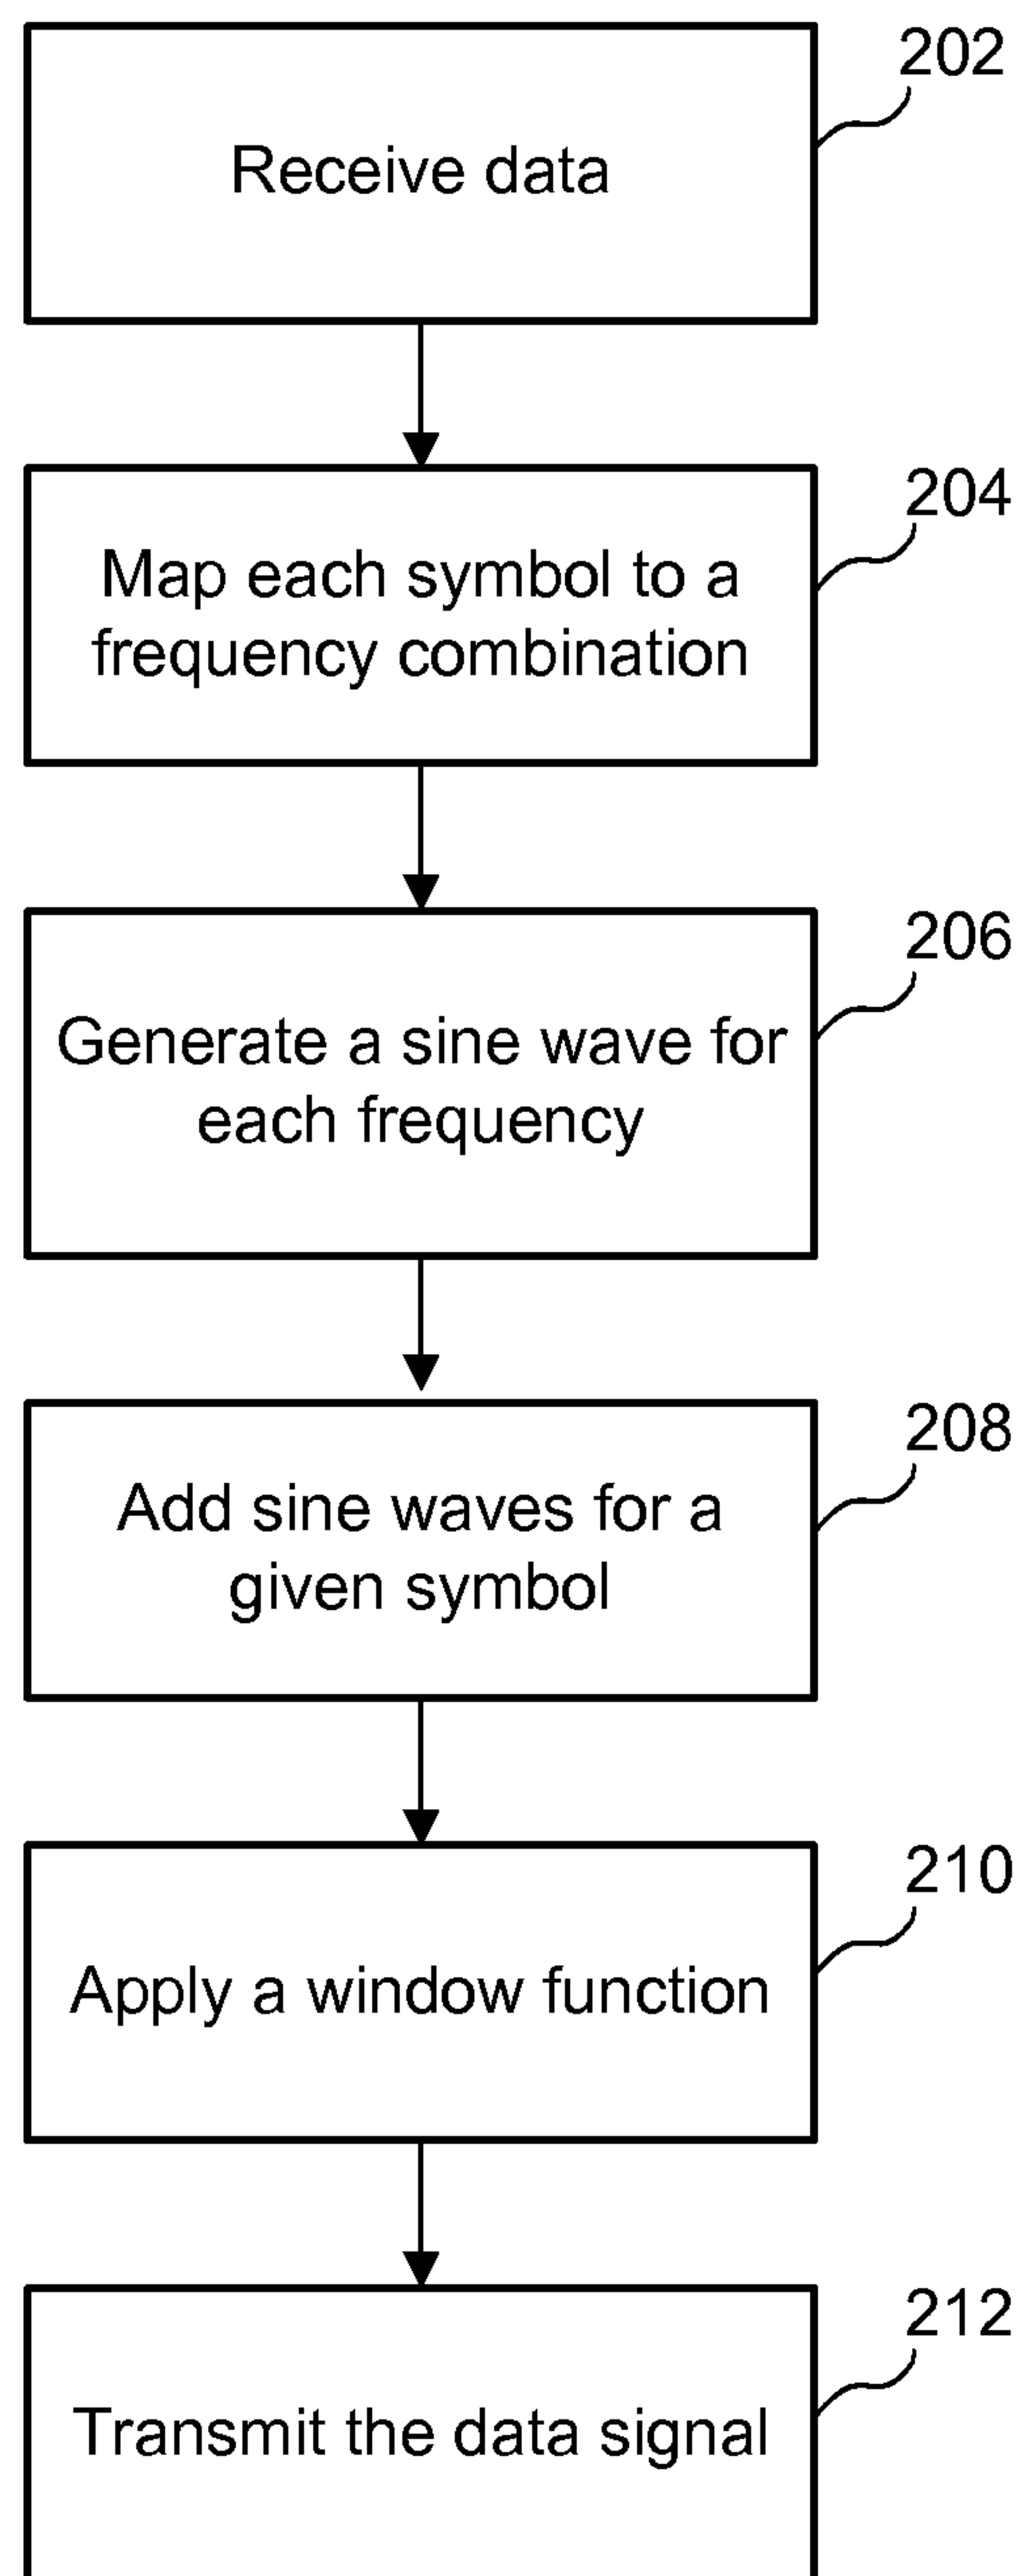 202
Receive data
204
Map each symbol to a
frequency combination
206
Generate a sine wave for
each frequency
208
Add sine waves for a
given symbol
210
Apply a window function
212
Transmit the data signal